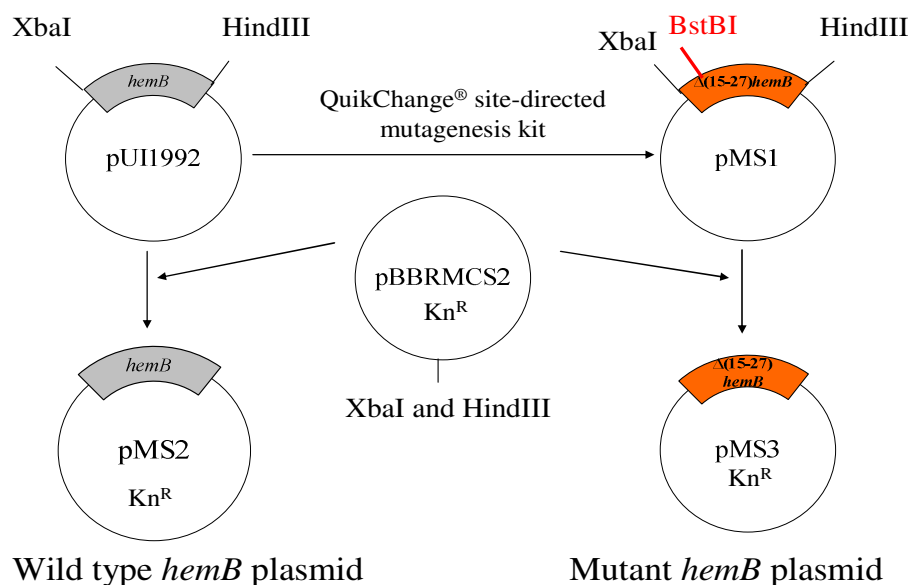 XbaI
HindIII
hemB
pUI1992
QuikChange® site-directed
mutagenesis kit
BstBI
XbaI
HindIII
Δ(15-27)hemB
pMS1
pBBRMCS2
Kn^R
XbaI and HindIII
hemB
pMS2
Kn^R
Δ(15-27)
hemB
pMS3
Kn^R
Wild type hemB plasmid
Mutant hemB plasmid